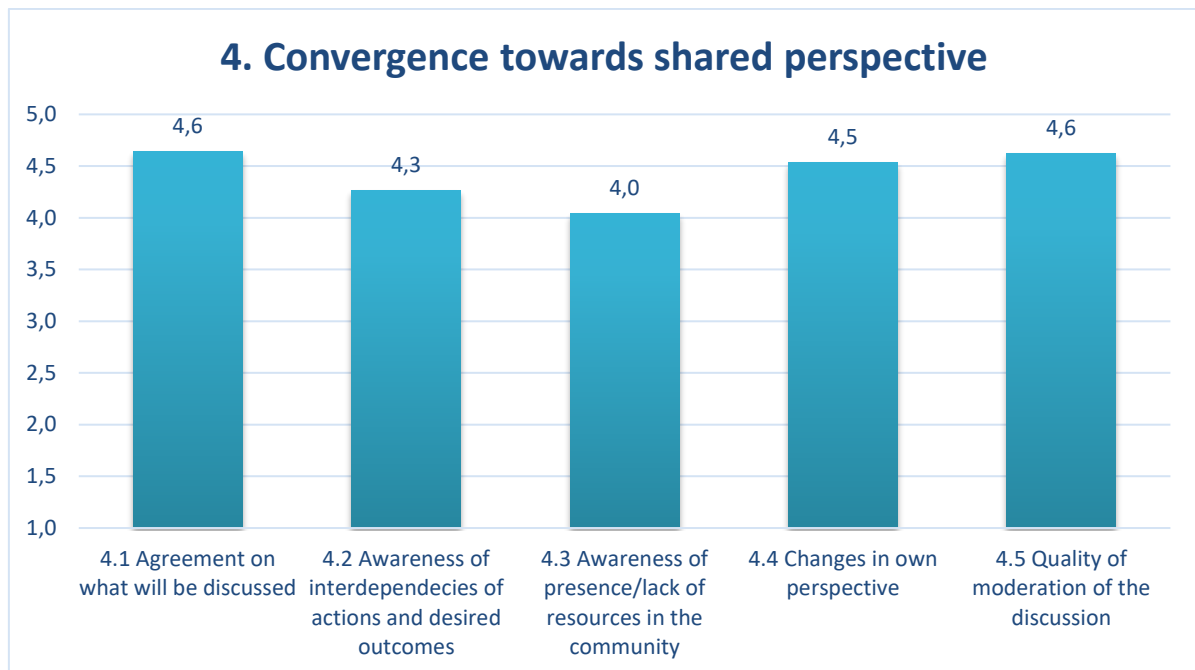 4. Convergence towards shared perspective
5,0
4,5
4,0
3,5
3,0
2,5
2,0
1,5
1,0
4,6
4,3
4,0
4,5
4,6
4.1 Agreement on
what will be discussed
4.2 Awareness of
interdependecies of
actions and desired
outcomes
4.3 Awareness of
presence/lack of
resources in the
community
4.4 Changes in own
perspective
4.5 Quality of
moderation of the
discussion